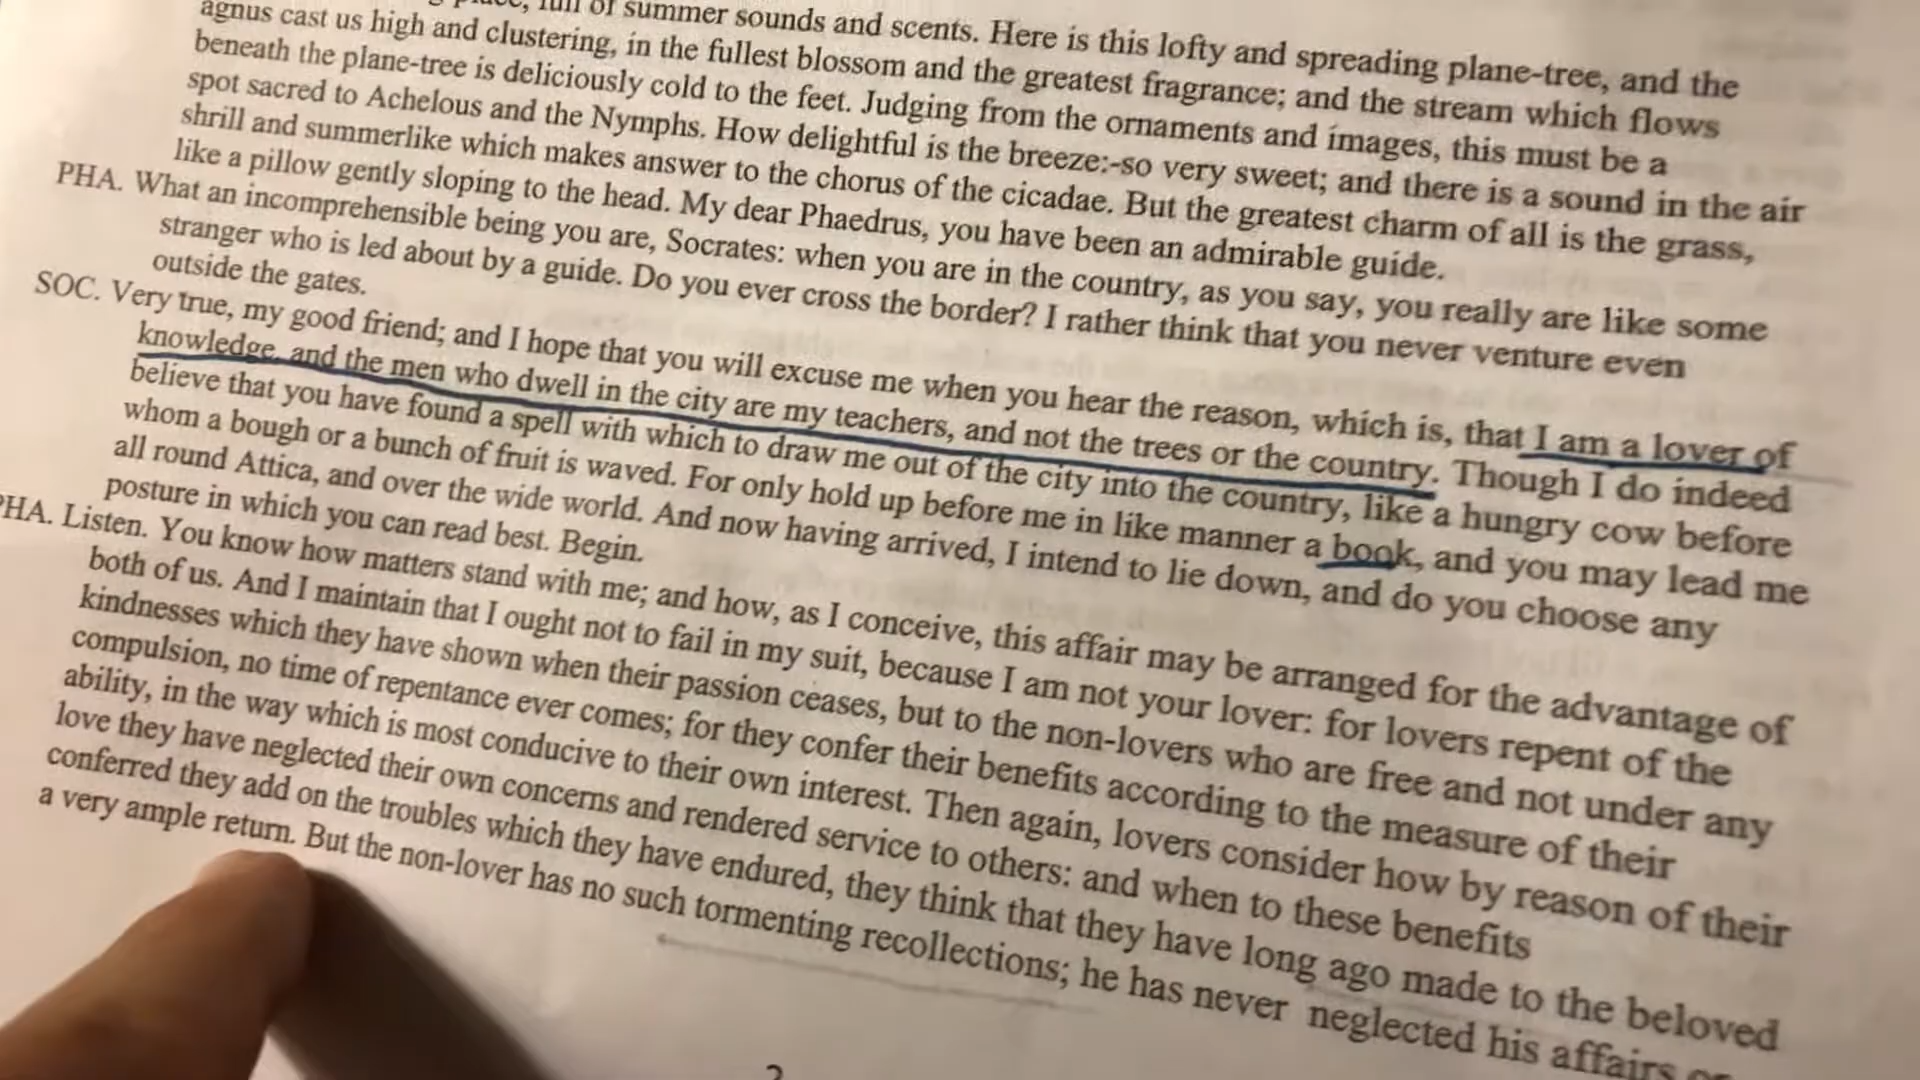 full of summer sounds and scents. Here is this lofty and spreading plane-tree, and the
agnus cast us high and clustering, in the fullest blossom and the greatest fragrance; and the stream which flows
beneath the plane-tree is deliciously cold to the feet. Judging from the ornaments and images, this must be a
spot sacred to Achelous and the Nymphs. How delightful is the breeze:-so very sweet; and there is a sound in the air
shrill and summerlike which makes answer to the chorus of the cicadae. But the greatest charm of all is the grass,
like a pillow gently sloping to the head. My dear Phaedrus, you have been an admirable guide.
PHA. What an incomprehensible being you are, Socrates: when you are in the country, as you say, you really are like some
stranger who is led about by a guide. Do you ever cross the border? I rather think that you never venture even
outside the gates.
SOC. Very true, my good friend; and I hope that you will excuse me when you hear the reason, which is, that I am a lover of
knowledge, and the men who dwell in the city are my teachers, and not the trees or the country. Though I do indeed
believe that you have found a spell with which to draw me out of the city into the country, like a hungry cow before
whom a bough or a bunch of fruit is waved. For only hold up before me in like manner a book, and you may lead me
all round Attica, and over the wide world. And now having arrived, I intend to lie down, and do you choose any
posture in which you can read best. Begin.
PHA. Listen. You know how matters stand with me; and how, as I conceive, this affair may be arranged for the advantage of
both of us. And I maintain that I ought not to fail in my suit, because I am not your lover: for lovers repent of the
kindnesses which they have shown when their passion ceases, but to the non-lovers who are free and not under any
compulsion, no time of repentance ever comes; for they confer their benefits according to the measure of their
ability, in the way which is most conducive to their own interest. Then again, lovers consider how by reason of their
love they have neglected their own concerns and rendered service to others: and when to these benefits
conferred they add on the troubles which they have endured, they think that they have long ago made to the beloved
a very ample return. But the non-lover has no such tormenting recollections; he has never neglected his affairs or